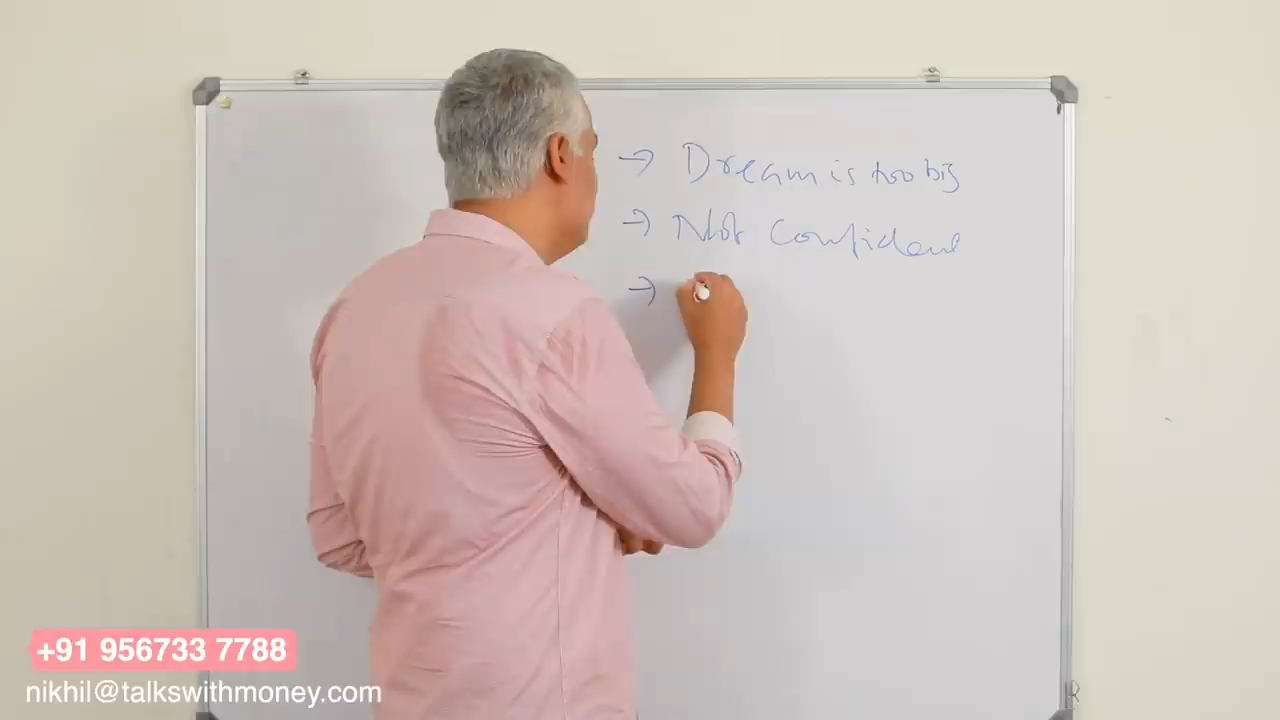 → Dream is too big
→ Not Confident
→
+91 956733 7788
nikhil@talkswithmoney.com